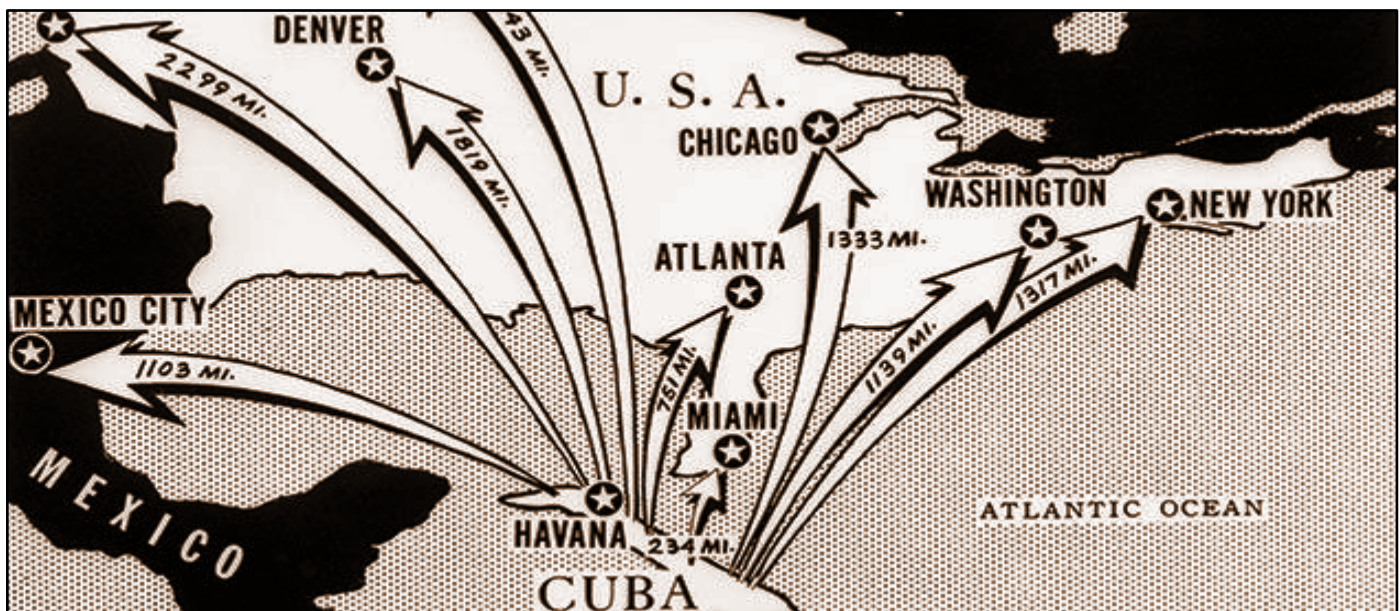 DENVER
43 MI.
U. S. A.
2299 MI.
CHICAGO
1819 MI.
WASHINGTON
NEW YORK
1333 MI.
ATLANTA
1317 MI.
MEXICO CITY
1139 MI.
1103 MI.
751 MI.
MIAMI
MEXICO
ATLANTIC OCEAN
HAVANA
234 MI.
CUBA